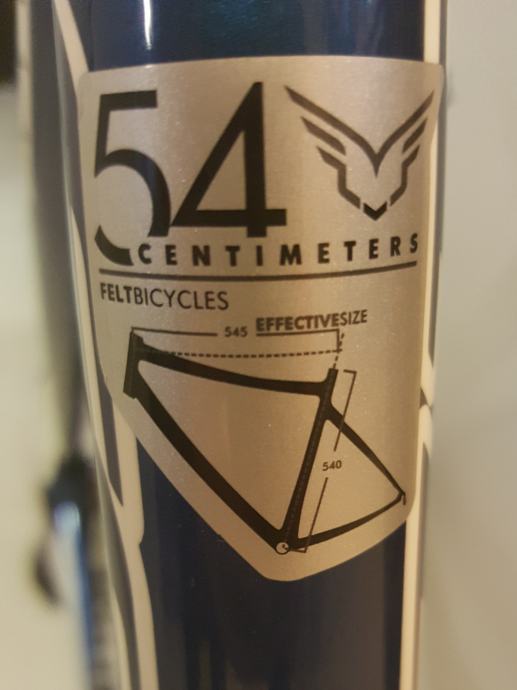 54
CENTIMETERS
FELTBICYCLES
545 EFFECTIVESIZE
540